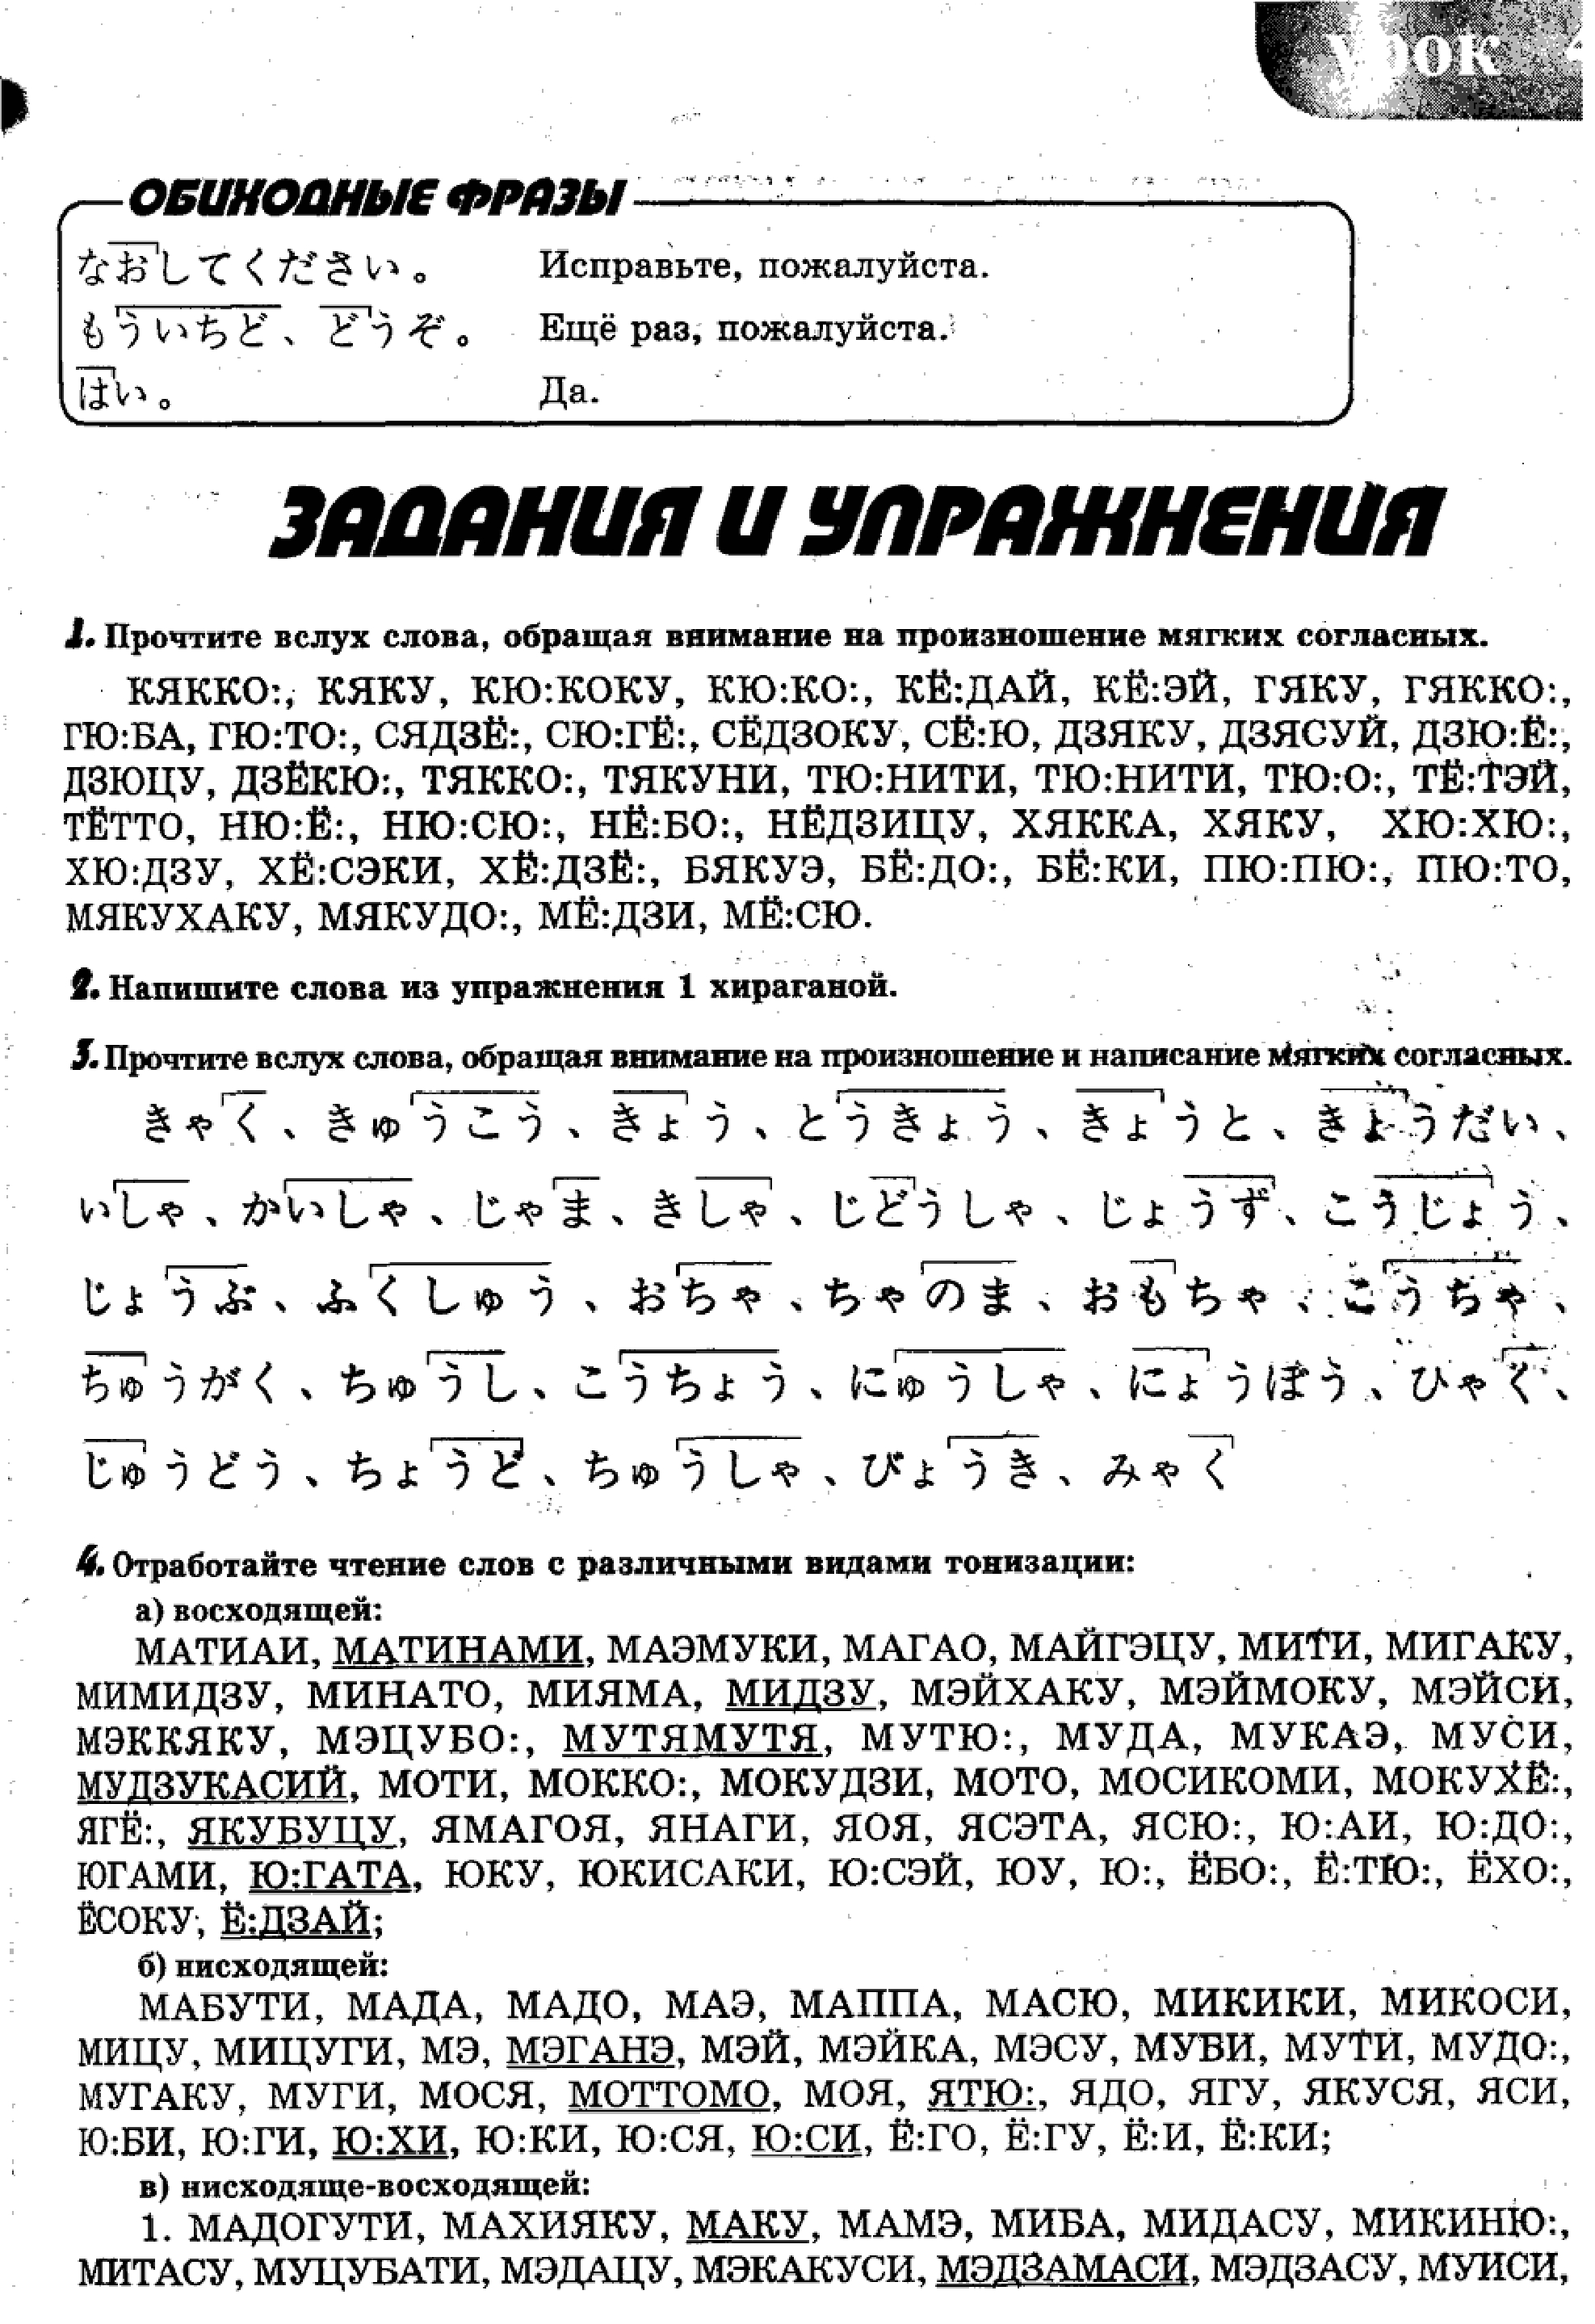 УРОК 4
ОБИХОДНЫЕ ФРАЗЫ
なおしてください。 Исправьте, пожалуйста.
もういちど、どうぞ。 Ещё раз, пожалуйста.
はい。 Да.
ЗАДАНИЯ И УПРАЖНЕНИЯ
1. Прочтите вслух слова, обращая внимание на произношение мягких согласных.
КЯККО:, КЯКУ, КЮ:КОКУ, КЮ:КО:, КЁ:ДАЙ, КЁ:ЭЙ, ГЯКУ, ГЯККО:,
ГЮ:БА, ГЮ:ТО:, СЯДЗЁ:, СЮ:ГЁ:, СЁДЗОКУ, СЁ:Ю, ДЗЯКУ, ДЗЯСУЙ, ДЗЮ:Ё:,
ДЗЮЦУ, ДЗЁКЮ:, ТЯККО:, ТЯКУНИ, ТЮ:НИТИ, ТЮ:НИТИ, ТЮ:О:, ТЁ:ТЭЙ,
ТЁТТО, НЮ:Ё:, НЮ:СЮ:, НЁ:БО:, НЁДЗИЦУ, ХЯККА, ХЯКУ, ХЮ:ХЮ:,
ХЮ:ДЗУ, ХЁ:СЭКИ, ХЁ:ДЗЁ:, БЯКУЭ, БЁ:ДО:, БЁ:КИ, ПЮ:ПЮ:, ПЮ:ТО,
МЯКУХАКУ, МЯКУДО:, МЁ:ДЗИ, МЁ:СЮ.
2. Напишите слова из упражнения 1 хираганой.
3. Прочтите вслух слова, обращая внимание на произношение и написание мягких согласных.
きゃく、きゅうこう、きょう、とうきょう、きょうと、きょうだい、
いしゃ、かいしゃ、じゃま、きしゃ、じどうしゃ、じょうず、こうじょう、
じょうぶ、ふくしゅう、おちゃ、ちゃのま、おもちゃ、こうちゃ、
ちゅうがく、ちゅうし、こうちょう、にゅうしゃ、にょうぼう、ひゃく、
じゅうどう、ちょうど、ちゅうしゃ、びょうき、みゃく
4. Отработайте чтение слов с различными видами тонизации:
а) восходящей:
МАТИАИ, МАТИНАМИ, МАЭМУКИ, МАГАО, МАЙГЭЦУ, МИТИ, МИГАКУ,
МИМИДЗУ, МИНАТО, МИЯМА, МИДЗУ, МЭЙХАКУ, МЭЙМОКУ, МЭЙСИ,
МЭККЯКУ, МЭЦУБО:, МУТЯМУТЯ, МУТЮ:, МУДА, МУКАЭ, МУСИ,
МУДЗУКАСИЙ, МОТИ, МОККО:, МОКУДЗИ, МОТО, МОСИКОМИ, МОКУХЁ:,
ЯГЁ:, ЯКУБУЦУ, ЯМАГОЯ, ЯНАГИ, ЯОЯ, ЯСЭТА, ЯСЮ:, Ю:АИ, Ю:ДО:,
ЮГАМИ, Ю:ГАТА, ЮКУ, ЮКИСАКИ, Ю:СЭЙ, ЮУ, Ю:, ЁБО:, Ё:ТЮ:, ЁХО:,
ЁСОКУ, Ё:ДЗАЙ;
б) нисходящей:
МАБУТИ, МАДА, МАДО, МАЭ, МАППА, МАСЮ, МИКИКИ, МИКОСИ,
МИЦУ, МИЦУГИ, МЭ, МЭГАНЭ, МЭЙ, МЭЙКА, МЭСУ, МУБИ, МУТИ, МУДО:,
МУГАКУ, МУГИ, МОСЯ, МОТТОМО, МОЯ, ЯТЮ:, ЯДО, ЯГУ, ЯКУСЯ, ЯСИ,
Ю:БИ, Ю:ГИ, Ю:ХИ, Ю:КИ, Ю:СЯ, Ю:СИ, Ё:ГО, Ё:ГУ, Ё:И, Ё:КИ;
в) нисходяще-восходящей:
1. МАДОГУТИ, МАХИЯКУ, МАКУ, МАМЭ, МИБА, МИДАСУ, МИКИНЮ:,
МИТАСУ, МУЦУБАТИ, МЭДАЦУ, МЭКАКУСИ, МЭДЗАМАСИ, МЭДЗАСУ, МУИСИ,